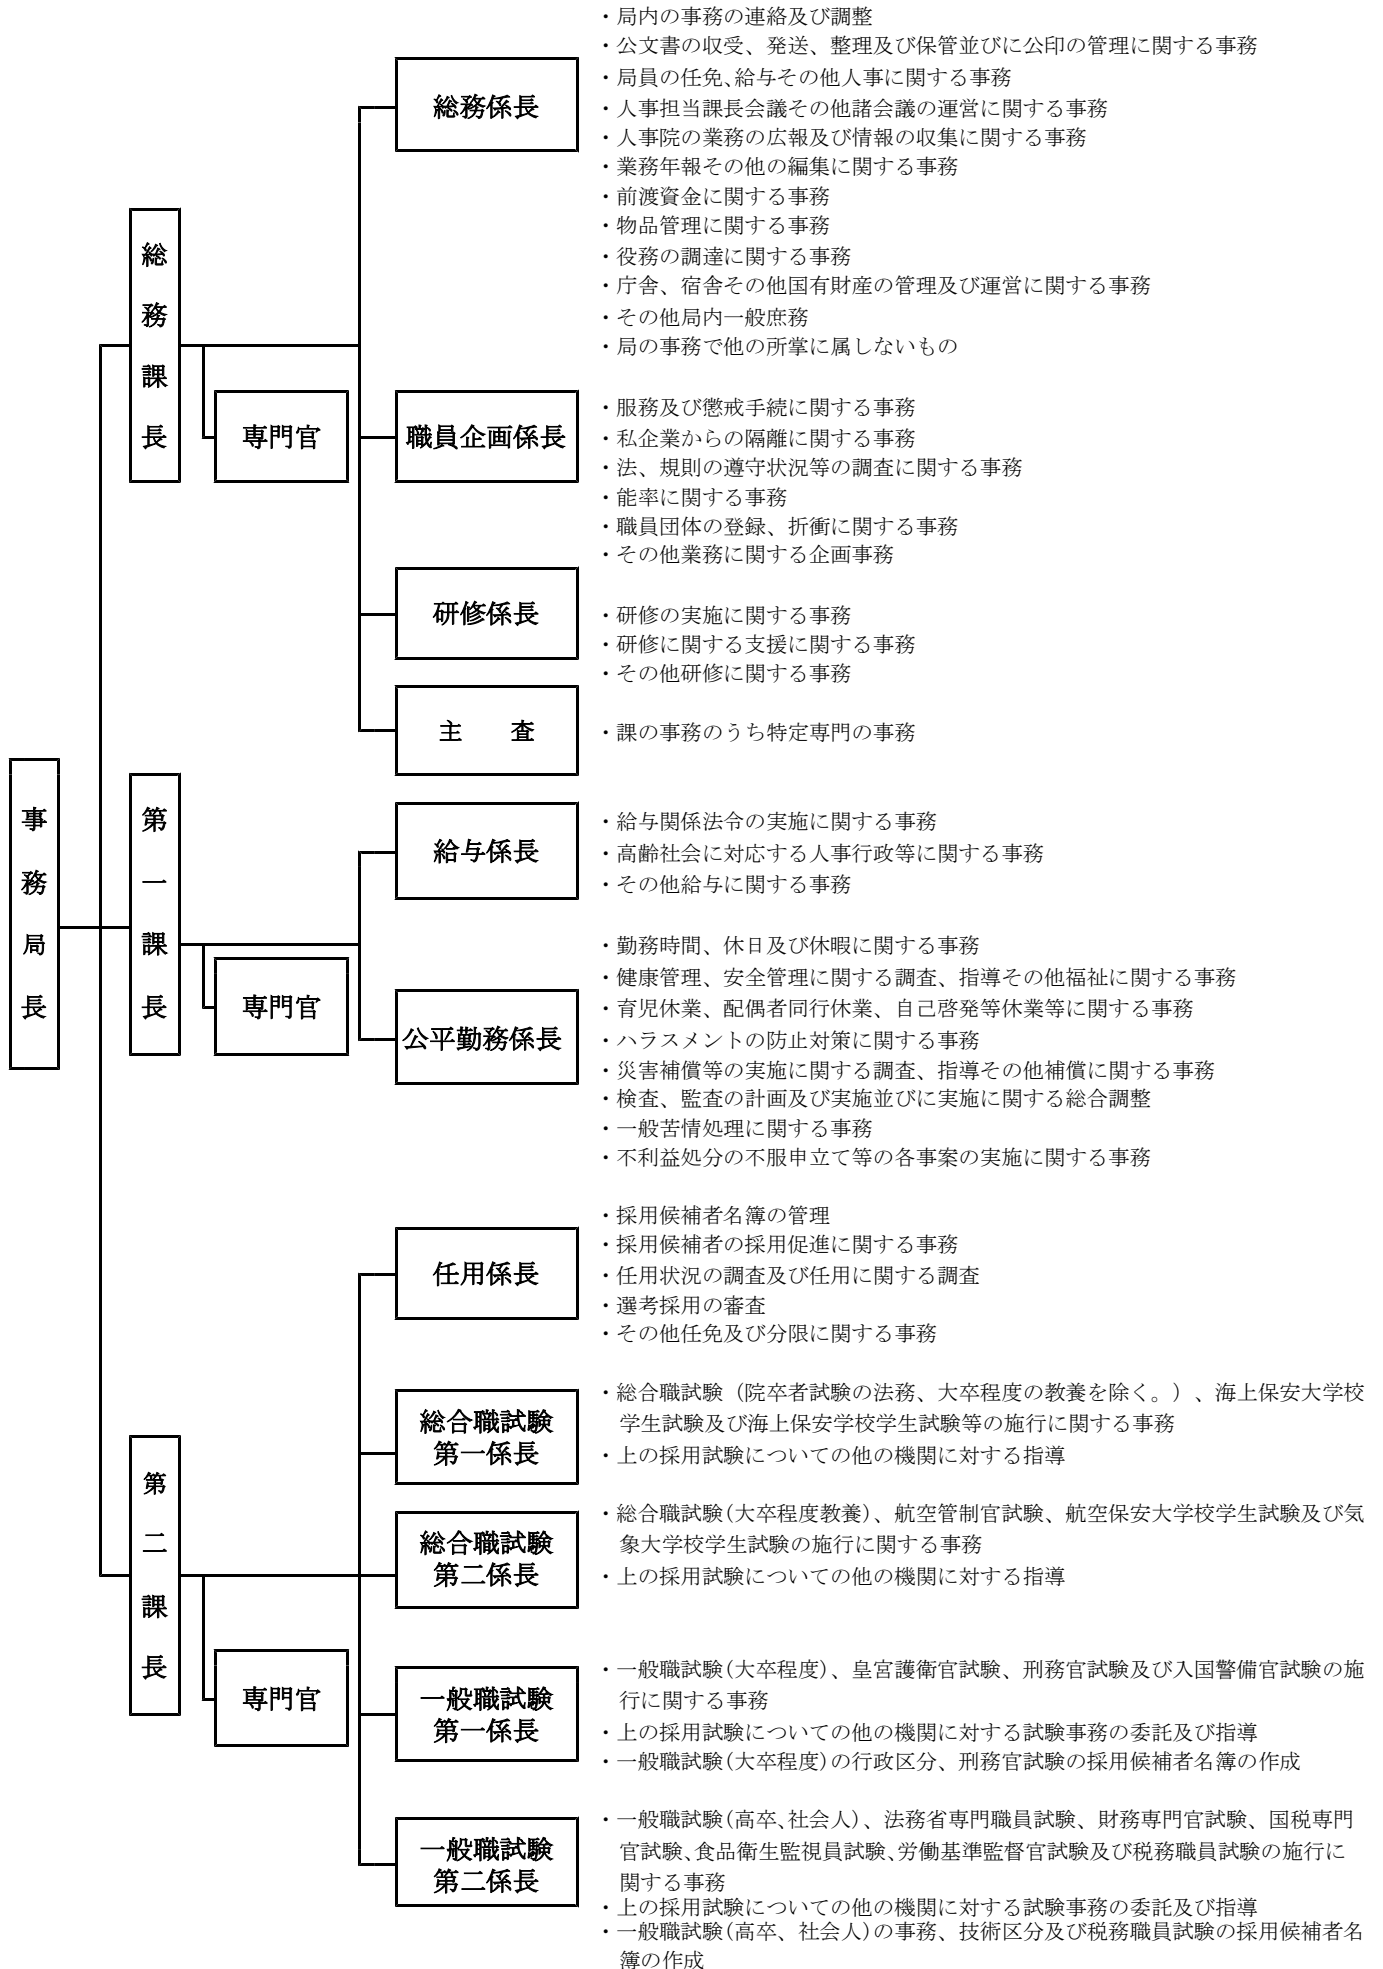 事務局長
総務課長
専門官
総務係長
・局内の事務の連絡及び調整
・公文書の収受、発送、整理及び保管並びに公印の管理に関する事務
・局員の任免、給与その他人事に関する事務
・人事担当課長会議その他諸会議の運営に関する事務
・人事院の業務の広報及び情報の収集に関する事務
・業務年報その他の編集に関する事務
・前渡資金に関する事務
・物品管理に関する事務
・役務の調達に関する事務
・庁舎、宿舎その他国有財産の管理及び運営に関する事務
・その他局内一般庶務
・局の事務で他の所掌に属しないもの
職員企画係長
・服務及び懲戒手続に関する事務
・私企業からの隔離に関する事務
・法、規則の遵守状況等の調査に関する事務
・能率に関する事務
・職員団体の登録、折衝に関する事務
・その他業務に関する企画事務
研修係長
・研修の実施に関する事務
・研修に関する支援に関する事務
・その他研修に関する事務
主　査
・課の事務のうち特定専門の事務
第一課長
専門官
給与係長
・給与関係法令の実施に関する事務
・高齢社会に対応する人事行政等に関する事務
・その他給与に関する事務
公平勤務係長
・勤務時間、休日及び休暇に関する事務
・健康管理、安全管理に関する調査、指導その他福祉に関する事務
・育児休業、配偶者同行休業、自己啓発等休業等に関する事務
・ハラスメントの防止対策に関する事務
・災害補償等の実施に関する調査、指導その他補償に関する事務
・検査、監査の計画及び実施並びに実施に関する総合調整
・一般苦情処理に関する事務
・不利益処分の不服申立て等の各事案の実施に関する事務
第二課長
専門官
任用係長
・採用候補者名簿の管理
・採用候補者の採用促進に関する事務
・任用状況の調査及び任用に関する調査
・選考採用の審査
・その他任免及び分限に関する事務
総合職試験
第一係長
・総合職試験（院卒者試験の法務、大卒程度の教養を除く。）、海上保安大学校
学生試験及び海上保安学校学生試験等の施行に関する事務
・上の採用試験についての他の機関に対する指導
総合職試験
第二係長
・総合職試験(大卒程度教養)、航空管制官試験、航空保安大学校学生試験及び気
象大学校学生試験の施行に関する事務
・上の採用試験についての他の機関に対する指導
一般職試験
第一係長
・一般職試験(大卒程度)、皇宮護衛官試験、刑務官試験及び入国警備官試験の施
行に関する事務
・上の採用試験についての他の機関に対する試験事務の委託及び指導
・一般職試験(大卒程度)の行政区分、刑務官試験の採用候補者名簿の作成
一般職試験
第二係長
・一般職試験(高卒、社会人)、法務省専門職員試験、財務専門官試験、国税専門
官試験、食品衛生監視員試験、労働基準監督官試験及び税務職員試験の施行に
関する事務
・上の採用試験についての他の機関に対する試験事務の委託及び指導
・一般職試験(高卒、社会人)の事務、技術区分及び税務職員試験の採用候補者名
簿の作成